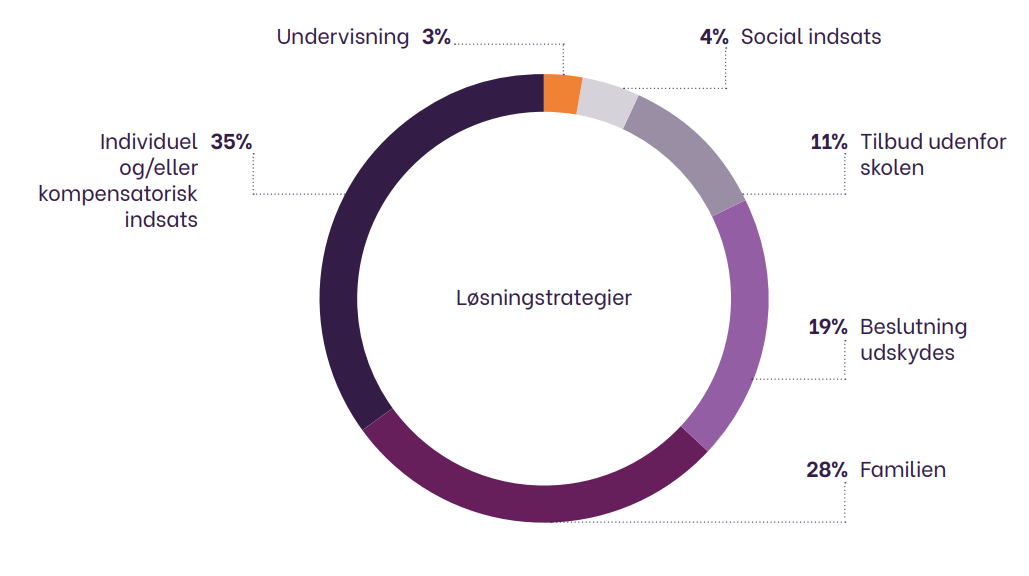 Undervisning 3%
4% Social indsats
Individuel 35%
og/eller
kompensatorisk
indsats
11% Tilbud udenfor
skolen
Løsningstrategier
19% Beslutning
udskydes
28% Familien